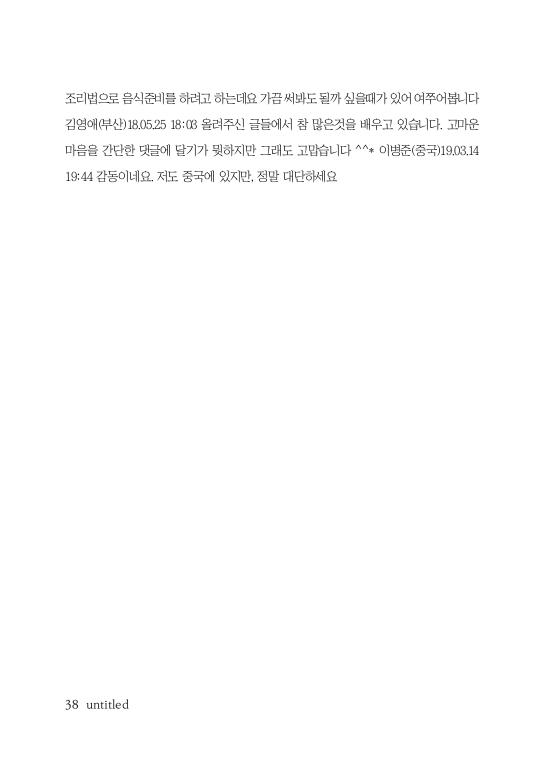 조리법으로 음식준비를 하려고 하는데요 가끔 써봐도 될까 싶을때가 있어 여쭈어봅니다
김영애(부산)18.05.25 18:03 올려주신 글들에서 참 많은것을 배우고 있습니다. 고마운
마음을 간단한 댓글에 달기가 뭣하지만 그래도 고맙습니다 ^^* 이병준(중국)19.03.14
19:44 감동이네요. 저도 중국에 있지만, 정말 대단하세요
38 untitled